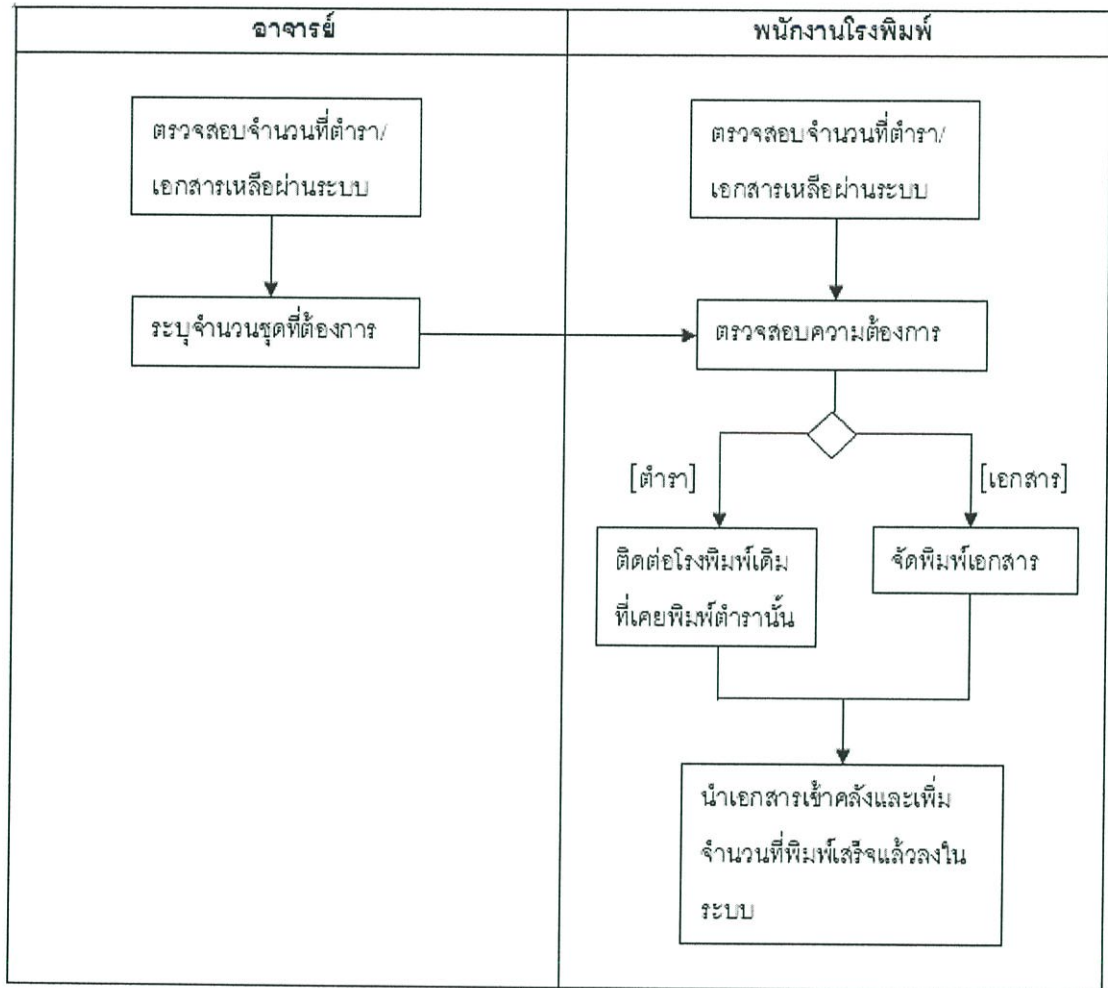 อาจารย์
พนักงานโรงพิมพ์
ตรวจสอบจำนวนที่ตำรา/
เอกสารเหลือผ่านระบบ
ตรวจสอบจำนวนที่ตำรา/
เอกสารเหลือผ่านระบบ
ระบุจำนวนชุดที่ต้องการ
ตรวจสอบความต้องการ
[ตำรา]
[เอกสาร]
ติดต่อโรงพิมพ์เดิม
ที่เคยพิมพ์ตำรานั้น
จัดพิมพ์เอกสาร
นำเอกสารเข้าคลังและเพิ่ม
จำนวนที่พิมพ์เสร็จแล้วลงใน
ระบบ